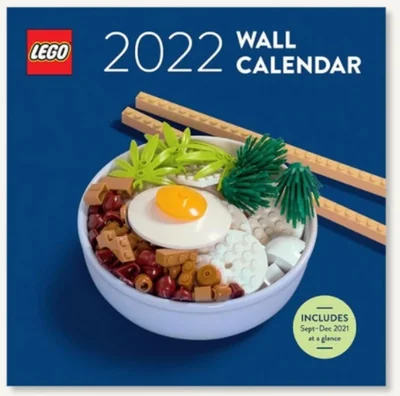 LEGO
2022 WALL
CALENDAR
INCLUDES
Sept-Dec 2021
at a glance